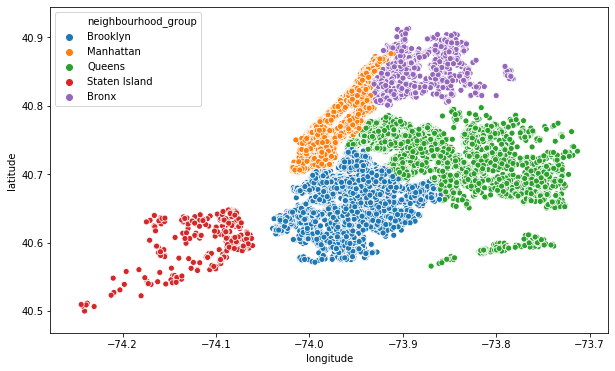 neighbourhood_group
Brooklyn
Manhattan
Queens
Staten Island
Bronx
40.9
40.8
40.7
40.6
40.5
latitude
−74.2
−74.1
−74.0
−73.9
−73.8
−73.7
longitude